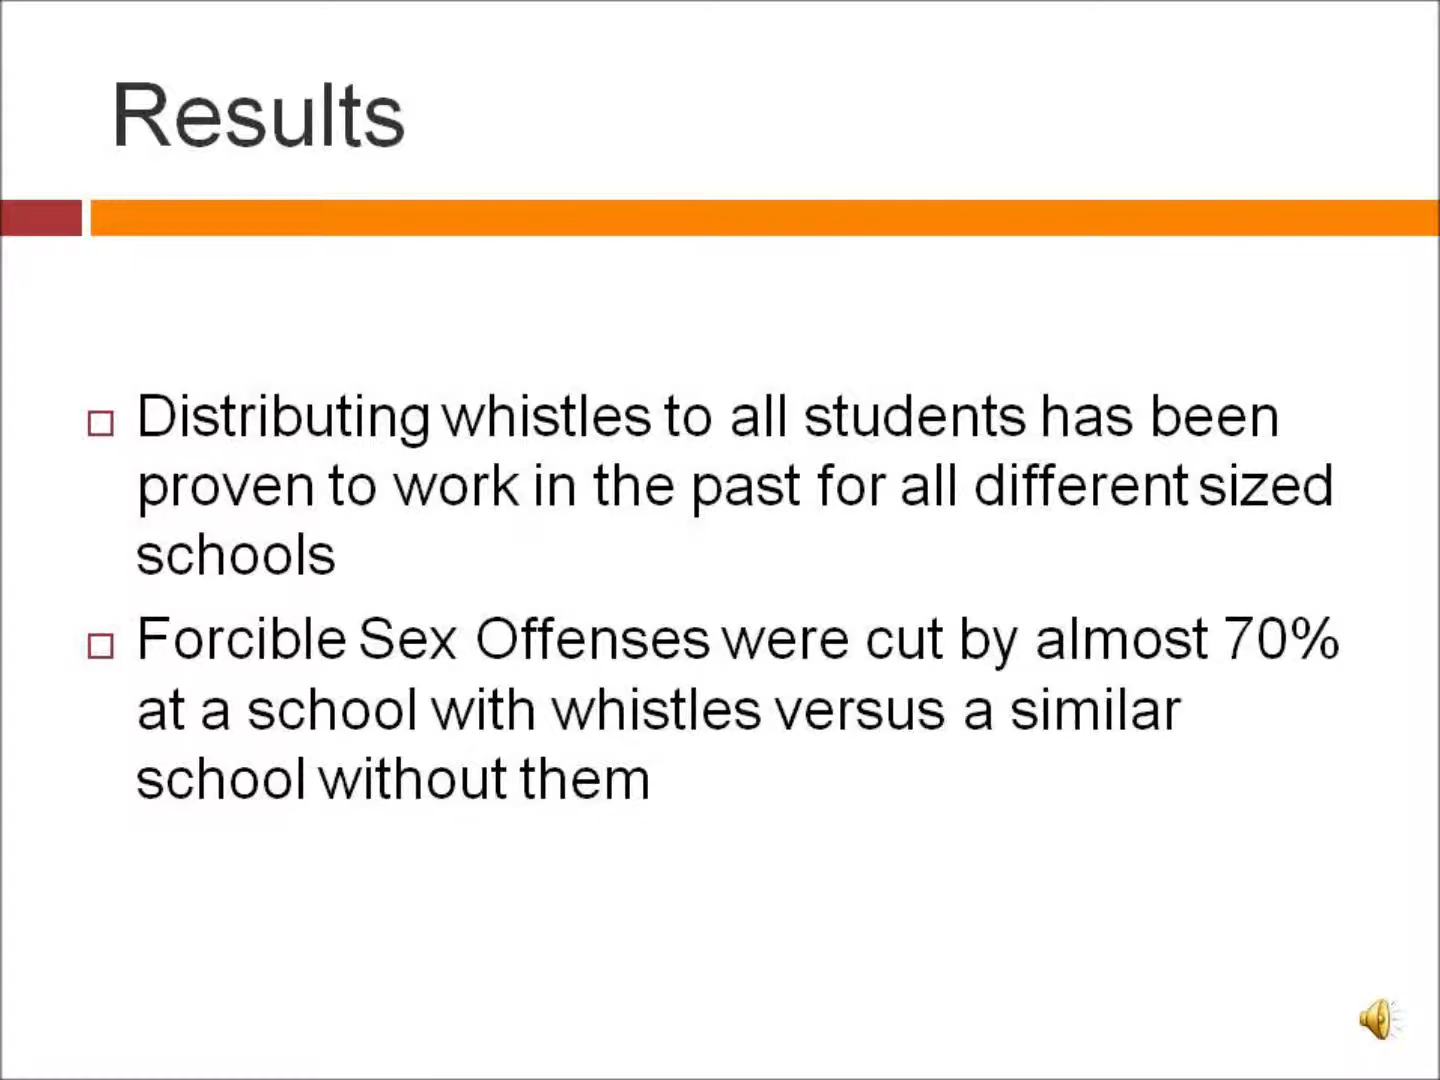 Results
Distributing whistles to all students has been
proven to work in the past for all different sized
schools
Forcible Sex Offenses were cut by almost 70%
at a school with whistles versus a similar
school without them